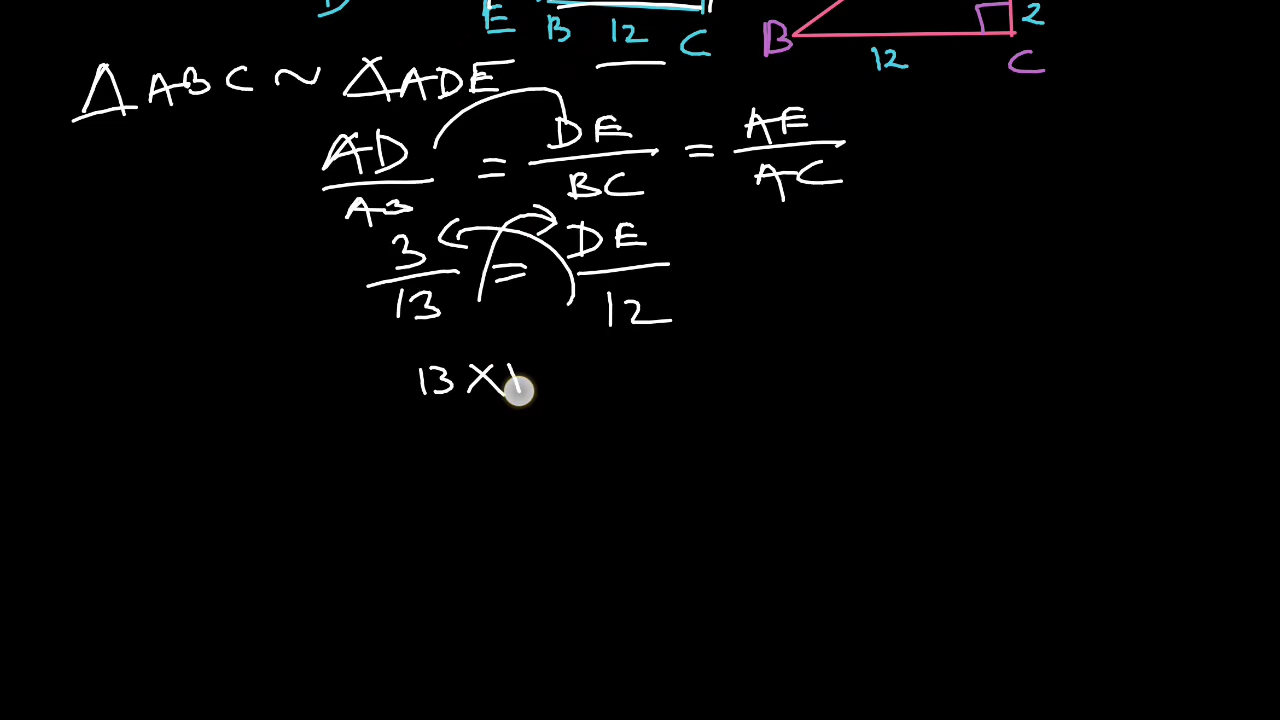 D E B 12 C B 12 C 2
Δ ABC ~ Δ ADE
AD/AB = DE/BC = AE/AC
3/13 = DE/12
13 ×